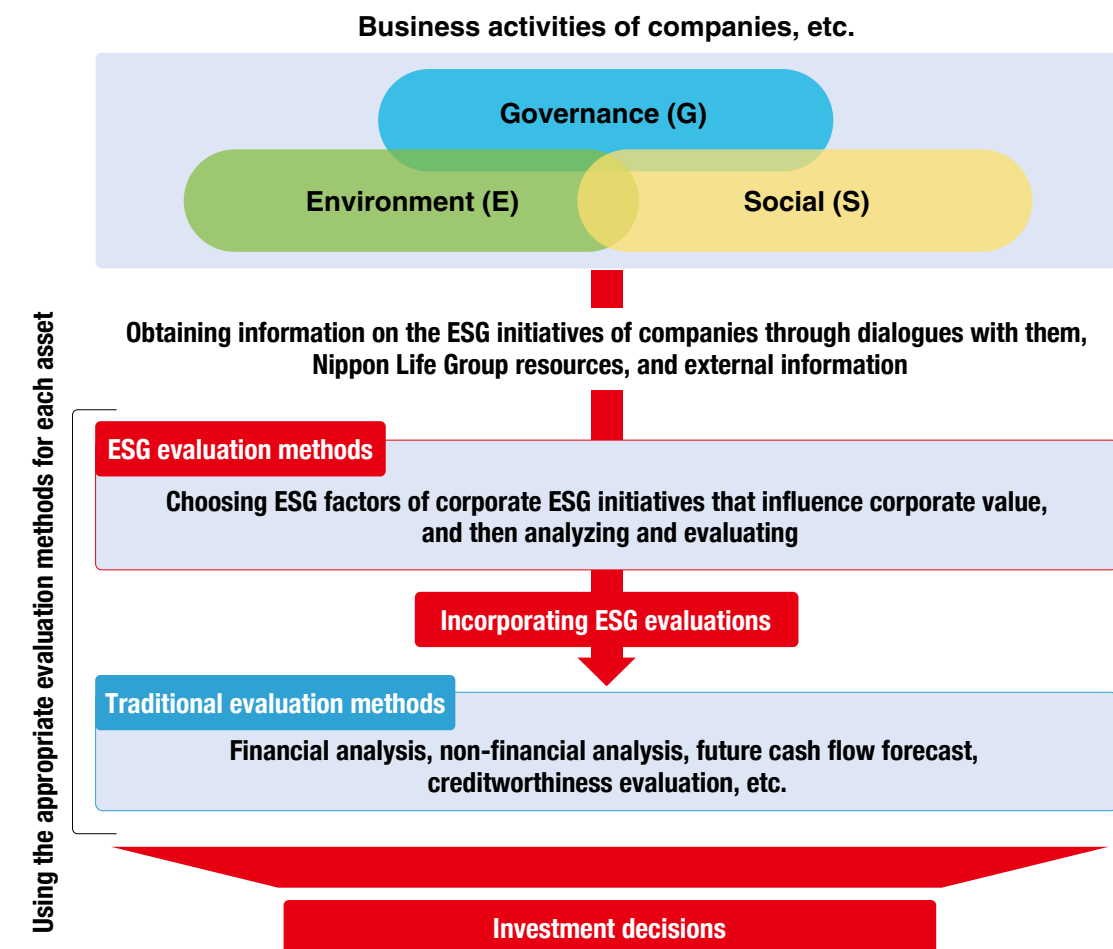 Business activities of companies, etc.
Governance (G)
Environment (E)
Social (S)
Obtaining information on the ESG initiatives of companies through dialogues with them,
Nippon Life Group resources, and external information
Using the appropriate evaluation methods for each asset
ESG evaluation methods
Choosing ESG factors of corporate ESG initiatives that influence corporate value,
and then analyzing and evaluating
Incorporating ESG evaluations
Traditional evaluation methods
Financial analysis, non-financial analysis, future cash flow forecast,
creditworthiness evaluation, etc.
Investment decisions